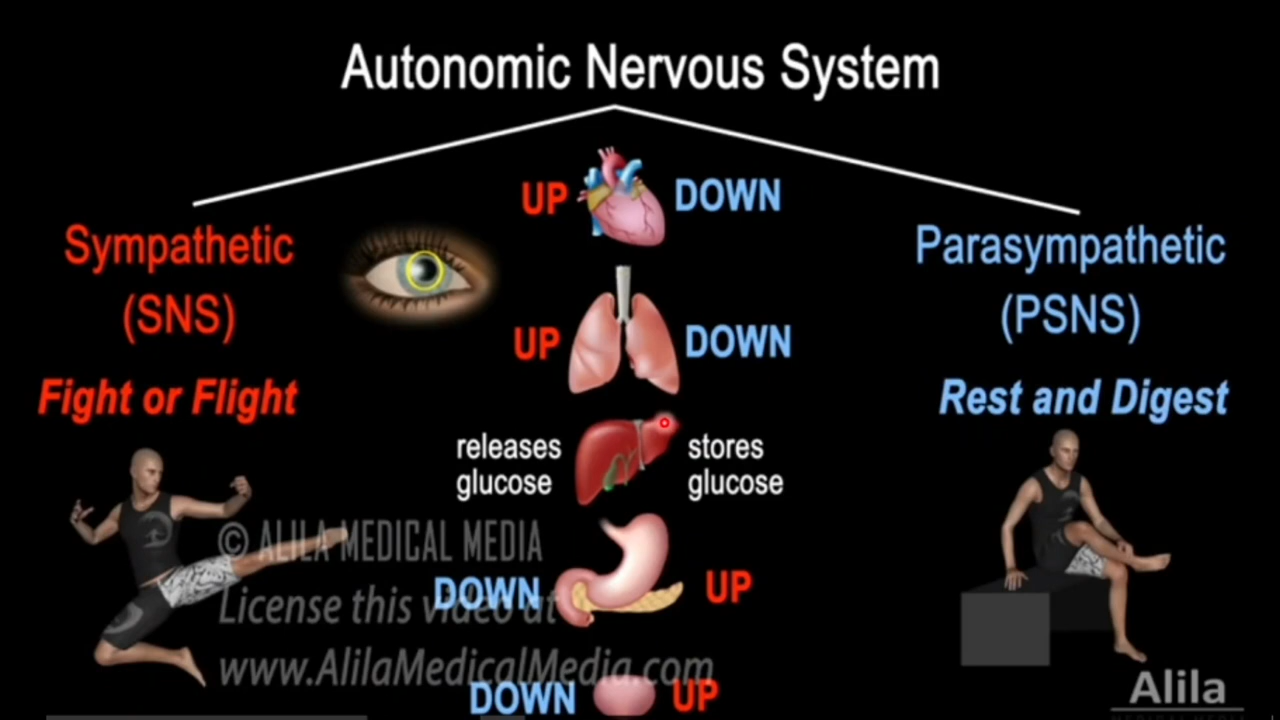 Autonomic Nervous System
UP DOWN
Sympathetic
(SNS)
Fight or Flight
Parasympathetic
(PSNS)
Rest and Digest
UP DOWN
releases
glucose
stores
glucose
DOWN UP
DOWN UP
© ALILA MEDICAL MEDIA
License this video at
www.AlilaMedicalMedia.com
Alila